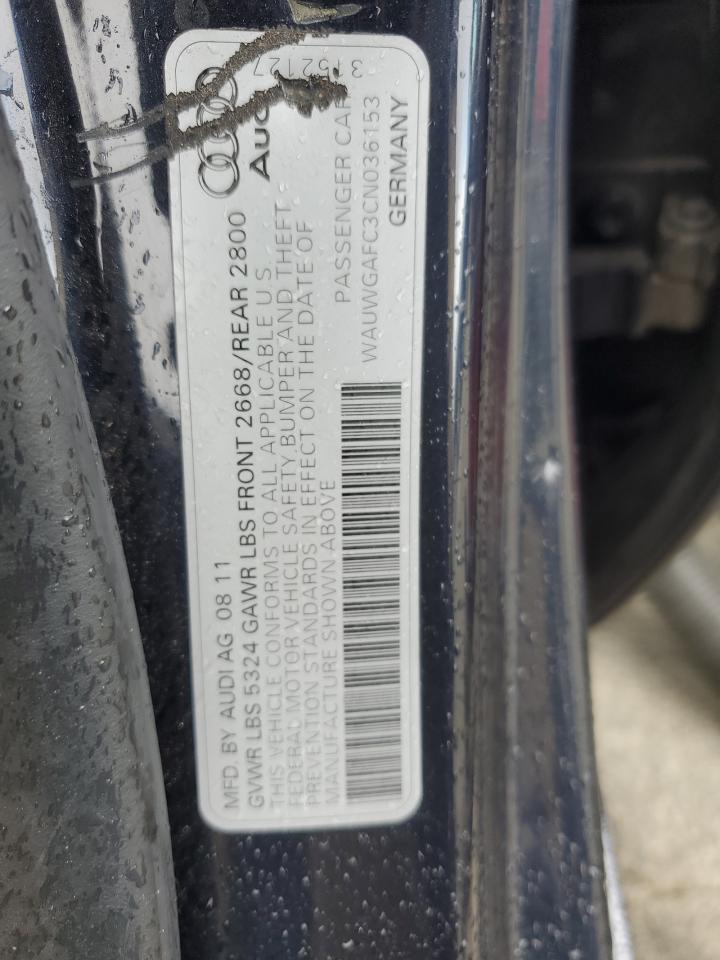 3152127
Aud
MFD. BY AUDI AG 08 11
GVWR LBS 5324 GAWR LBS FRONT 2668/REAR 2800
THIS VEHICLE CONFORMS TO ALL APPLICABLE U S
FEDERAL MOTOR VEHICLE SAFETY, BUMPER AND THEFT
PREVENTION STANDARDS IN EFFECT ON THE DATE OF
MANUFACTURE SHOWN ABOVE
PASSENGER CAR
WAUWGAFC3CN036153
GERMANY